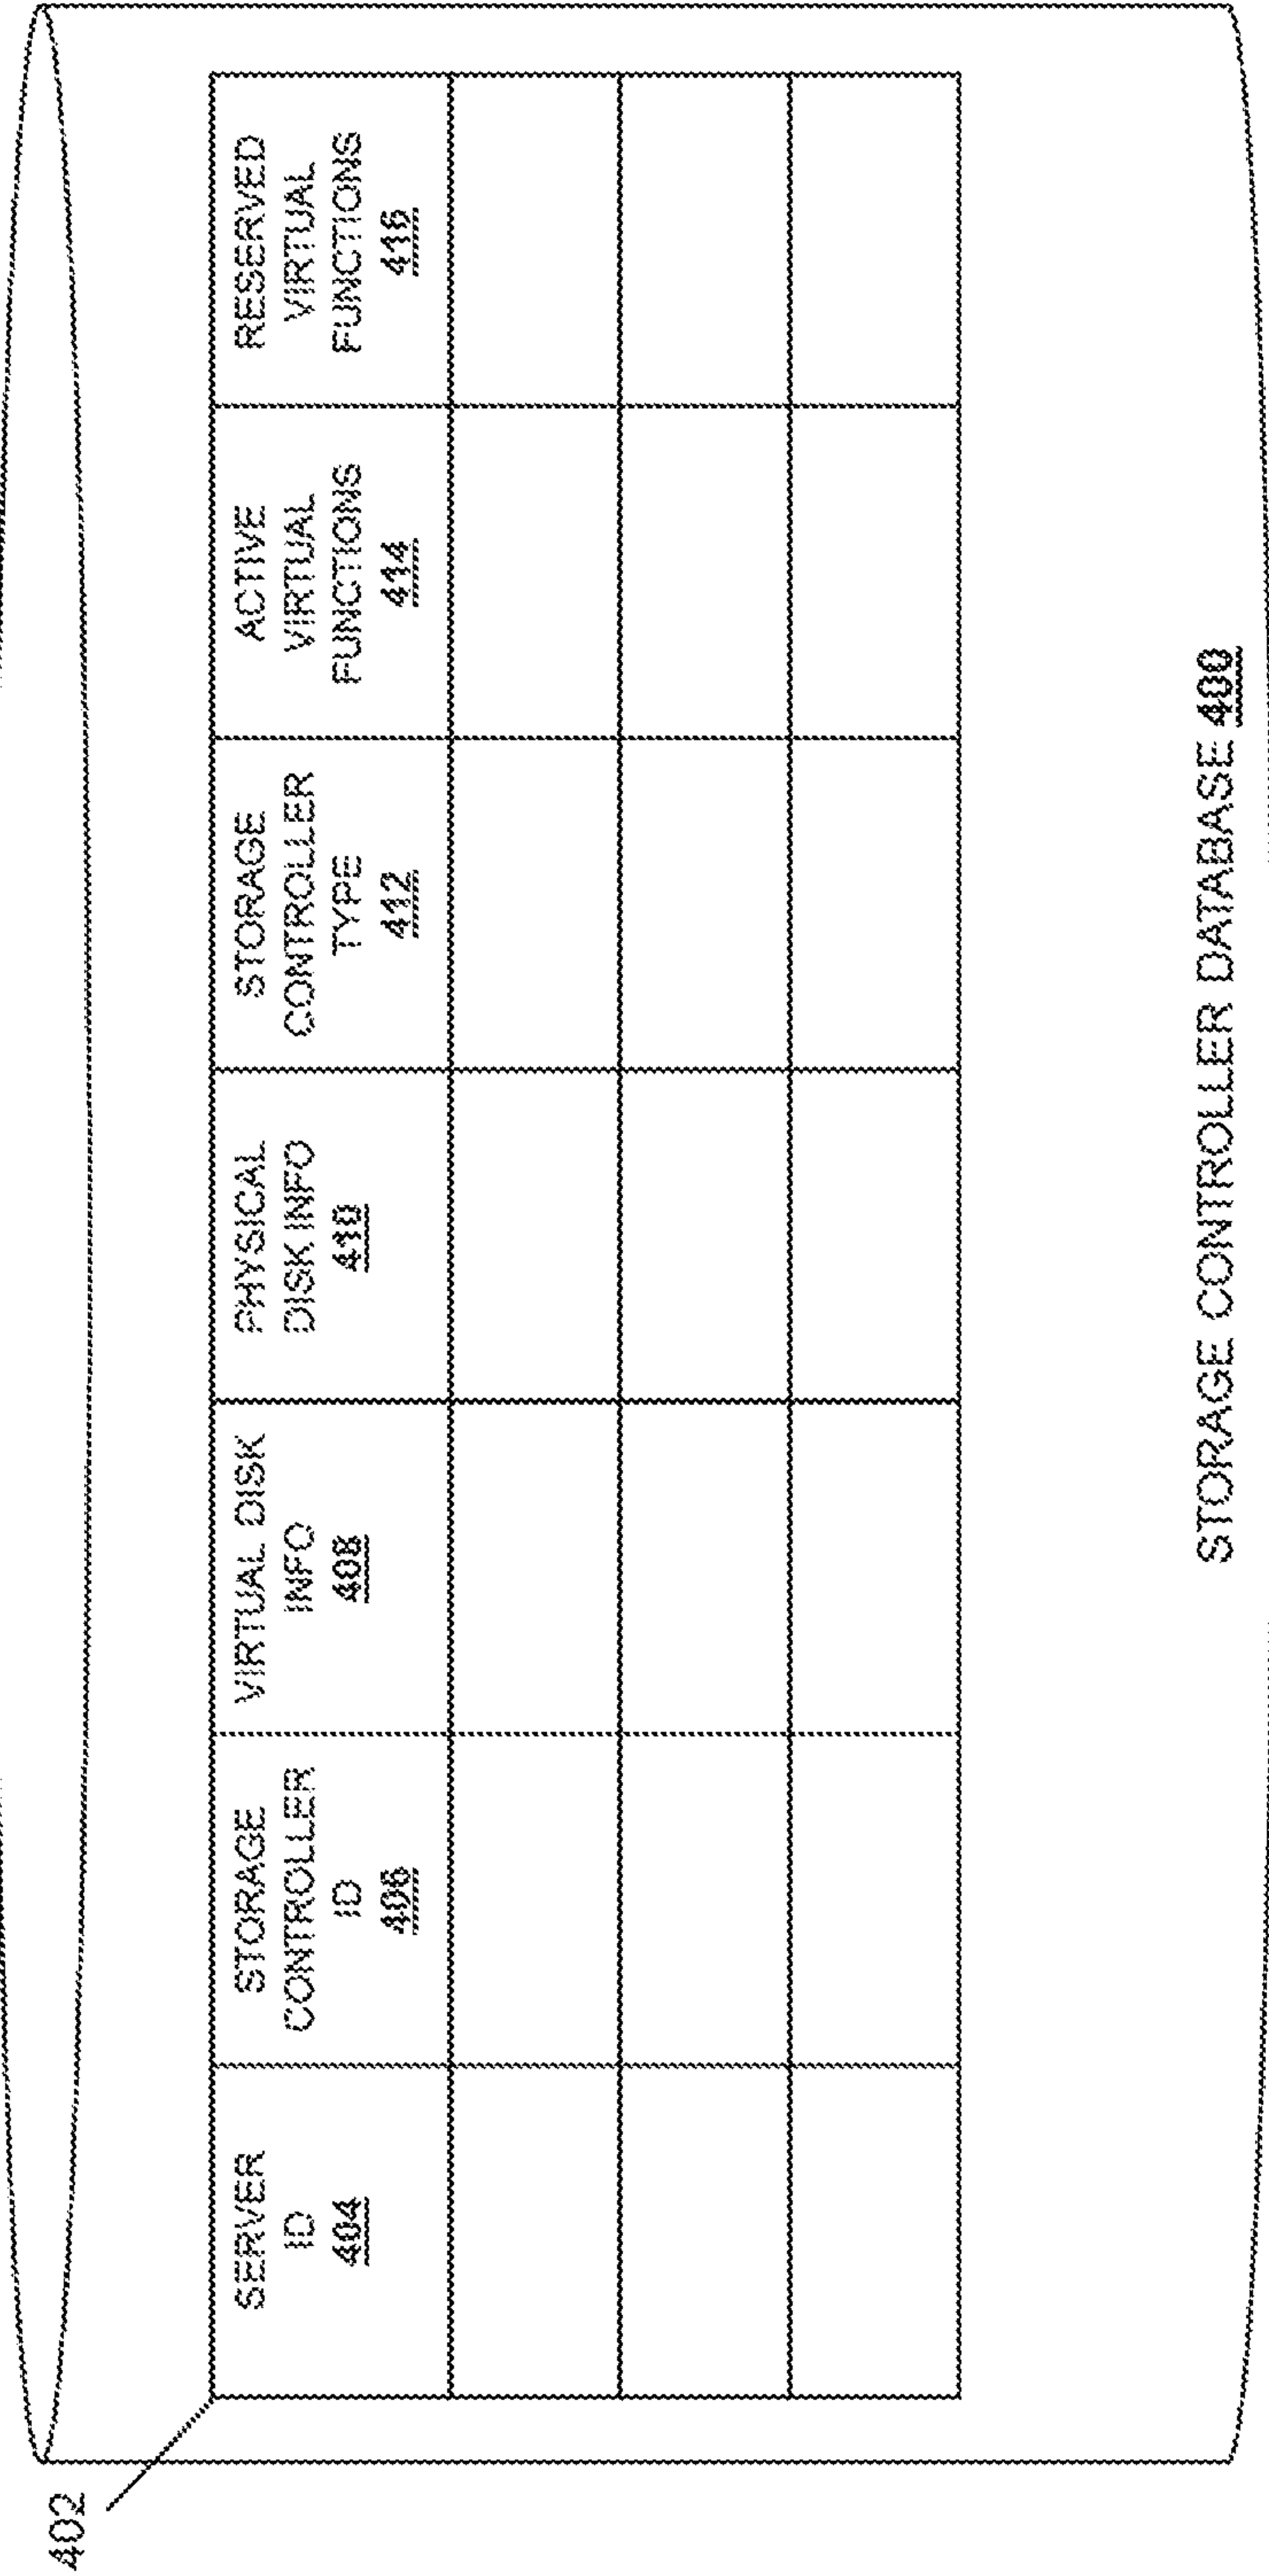 402
SERVER
ID
404
STORAGE
CONTROLLER
ID
406
VIRTUAL DISK
INFO
408
PHYSICAL
DISK INFO
410
STORAGE
CONTROLLER
TYPE
412
ACTIVE
VIRTUAL
FUNCTIONS
414
RESERVED
VIRTUAL
FUNCTIONS
416
STORAGE CONTROLLER DATABASE 400